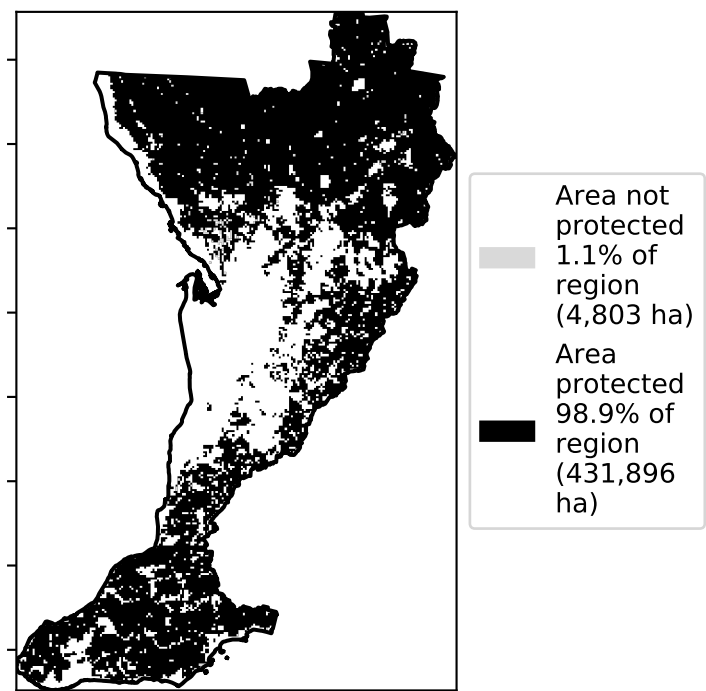 Area not
protected
1.1% of
region
(4,803 ha)
Area
protected
98.9% of
region
(431,896
ha)